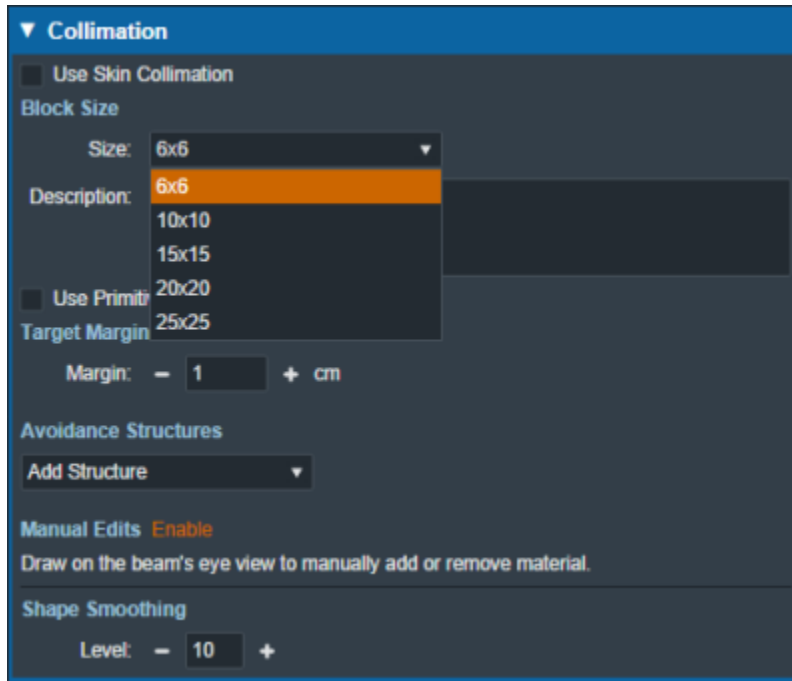 ▼ Collimation
Use Skin Collimation
Block Size
Size: 6x6
Description:
6x6
10x10
15x15
20x20
25x25
Use
Target Margin
Margin: − 1 + cm
Avoidance Structures
Add Structure
Manual Edits Enable
Draw on the beam's eye view to manually add or remove material.
Shape Smoothing
Level: − 10 +